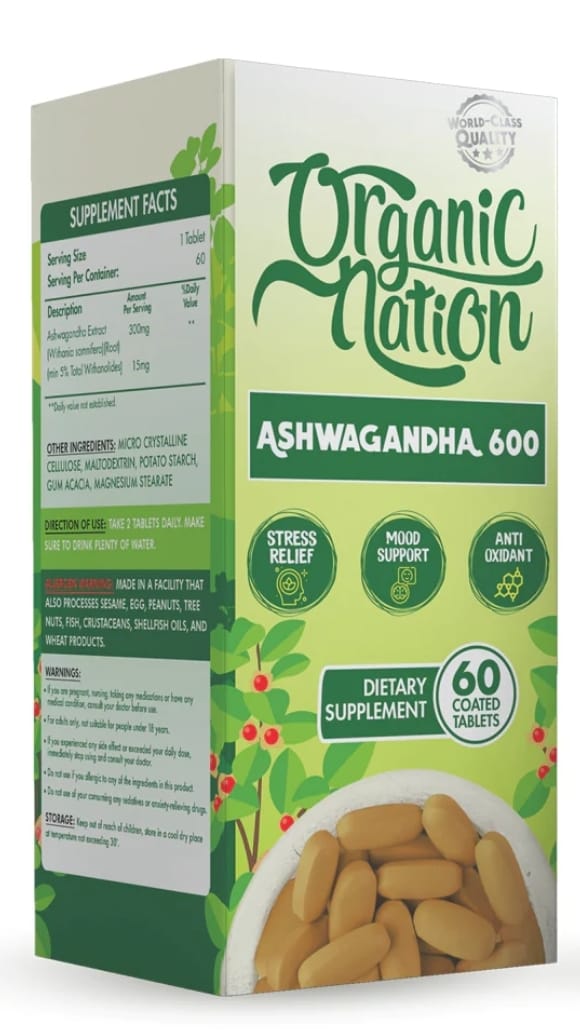 WORLD-CLASS
QUALITY
Organic
Nation
ASHWAGANDHA 600
STRESS
RELIEF
MOOD
SUPPORT
ANTI
OXIDANT
DIETARY
SUPPLEMENT
60
COATED
TABLETS
SUPPLEMENT FACTS
Serving Size 1 Tablet
Serving Per Container: 60
Description Amount Per Serving %Daily Value
Ashwagandha Extract 300mg **
(Withania somnifera)(Root)
(min 5% Total Withanolides) 15mg
**Daily value not established.
OTHER INGREDIENTS: MICRO CRYSTALLINE
CELLULOSE, MALTODEXTRIN, POTATO STARCH,
GUM ACACIA, MAGNESIUM STEARATE
DIRECTION OF USE: TAKE 2 TABLETS DAILY. MAKE
SURE TO DRINK PLENTY OF WATER.
ALLERGEN WARNING: MADE IN A FACILITY THAT
ALSO PROCESSES SESAME, EGG, PEANUTS, TREE
NUTS, FISH, CRUSTACEANS, SHELLFISH OILS, AND
WHEAT PRODUCTS.
WARNINGS:
• If you are pregnant, nursing, taking any medications or have any
medical condition, consult your doctor before use.
• For adults only, not suitable for people under 18 years.
• If you experienced any side effect or exceeded your daily dose,
immediately stop using and consult your doctor.
• Do not use if you allergic to any of the ingredients in this product.
• Do not use of your consuming any sedatives or anxiety-relieving drugs.
STORAGE: Keep out of reach of children, store in a cool dry place
at temperature not exceeding 30°.